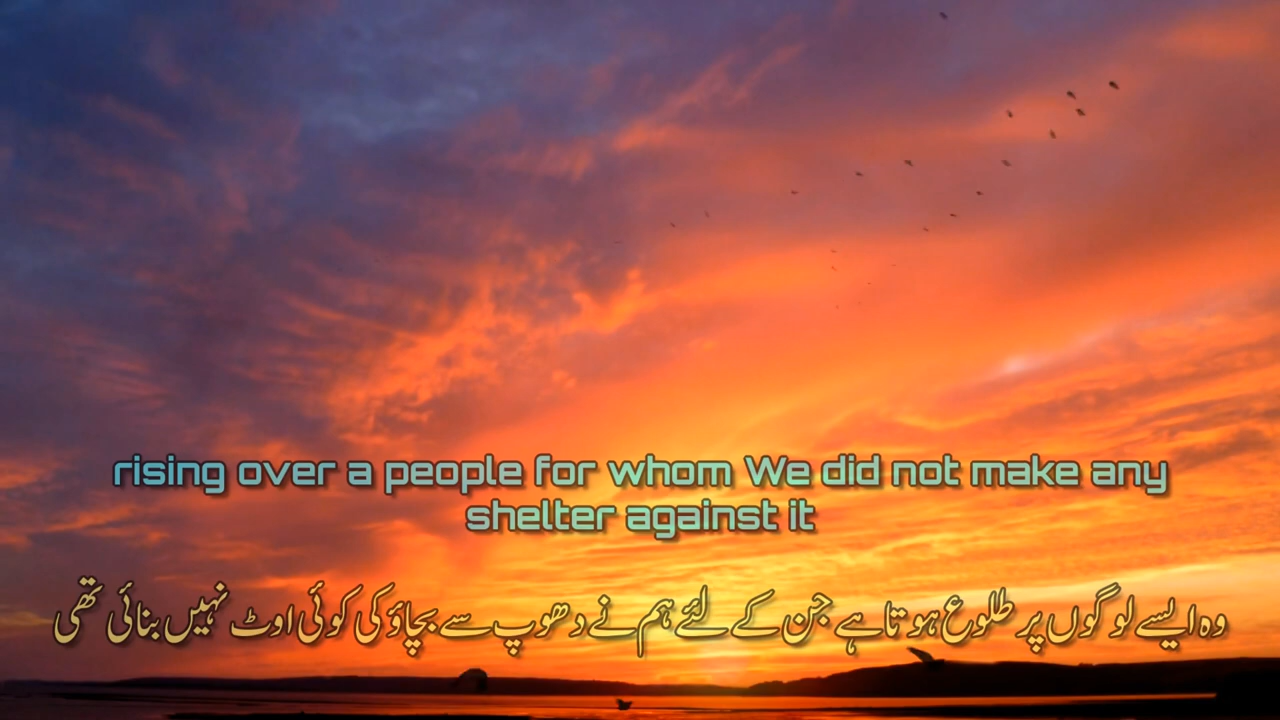 rising over a people for whom We did not make any
shelter against it
وہ ایسے لوگوں پر طلوع ہوتا ہے جن کے لئے ہم نے دھوپ سے بچاؤ کی کوئی اوٹ نہیں بنائی تھی